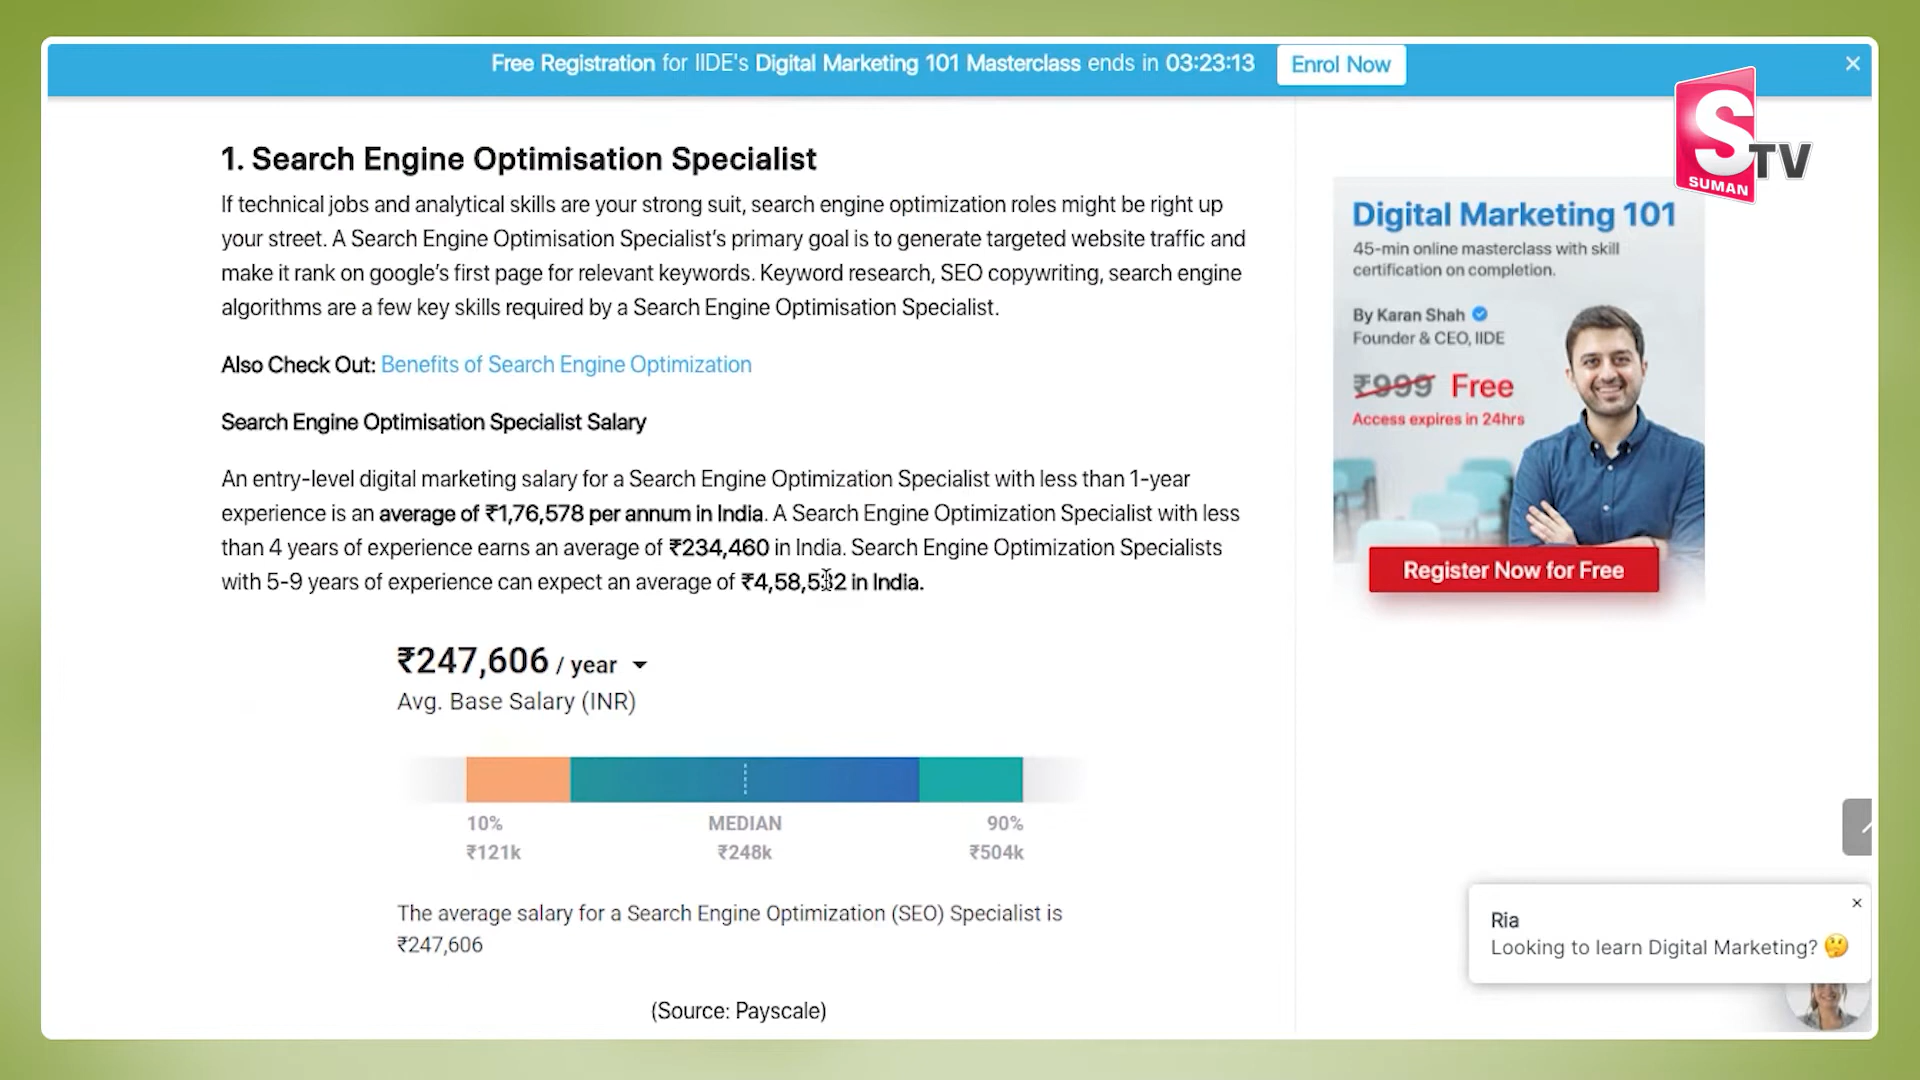 Free Registration for IIDE's Digital Marketing 101 Masterclass ends in 03:23:13 Enrol Now
S TV
SUMAN
1. Search Engine Optimisation Specialist
If technical jobs and analytical skills are your strong suit, search engine optimization roles might be right up
your street. A Search Engine Optimisation Specialist's primary goal is to generate targeted website traffic and
make it rank on google's first page for relevant keywords. Keyword research, SEO copywriting, search engine
algorithms are a few key skills required by a Search Engine Optimisation Specialist.
Also Check Out: Benefits of Search Engine Optimization
Search Engine Optimisation Specialist Salary
An entry-level digital marketing salary for a Search Engine Optimization Specialist with less than 1-year
experience is an average of ₹1,76,578 per annum in India. A Search Engine Optimization Specialist with less
than 4 years of experience earns an average of ₹234,460 in India. Search Engine Optimization Specialists
with 5-9 years of experience can expect an average of in India.
₹247,606 / year
Avg. Base Salary (INR)
10% MEDIAN 90%
₹121k ₹248k ₹504k
The average salary for a Search Engine Optimization (SEO) Specialist is
₹247,606
(Source: Payscale)
Digital Marketing 101
45-min online masterclass with skill
certification on completion.
By Karan Shah
Founder & CEO, IIDE
₹999 Free
Access expires in 24hrs
Register Now for Free
Ria
Looking to learn Digital Marketing? 🤔